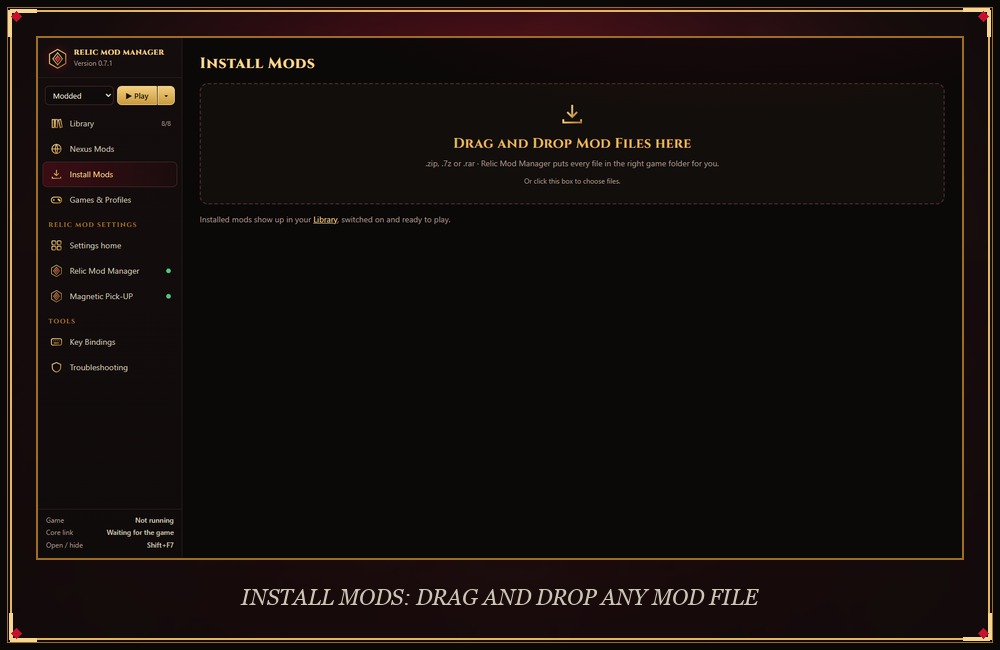 RELIC MOD MANAGER
Version 0.7.1
Modded
Play
Library 8/8
Nexus Mods
Install Mods
Games & Profiles
RELIC MOD SETTINGS
Settings home
Relic Mod Manager
Magnetic Pick-UP
TOOLS
Key Bindings
Troubleshooting
Game Not running
Core link Waiting for the game
Open / hide Shift+F7
Install Mods
Drag and Drop Mod Files here
.zip, .7z or .rar · Relic Mod Manager puts every file in the right game folder for you.
Or click this box to choose files.
Installed mods show up in your Library, switched on and ready to play.
INSTALL MODS: DRAG AND DROP ANY MOD FILE